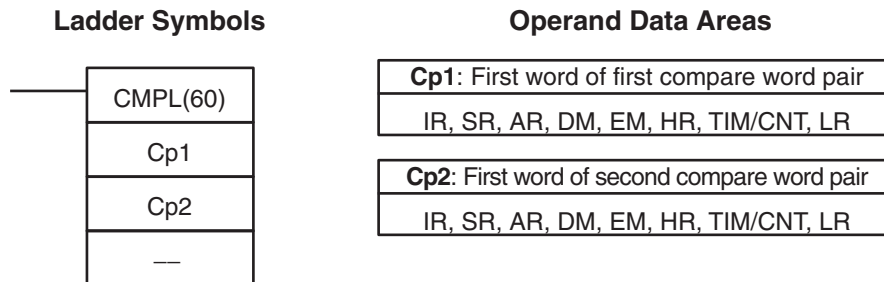 Ladder Symbols
CMPL(60)
Cp1
Cp2
––
Operand Data Areas
Cp1: First word of first compare word pair
IR, SR, AR, DM, EM, HR, TIM/CNT, LR
Cp2: First word of second compare word pair
IR, SR, AR, DM, EM, HR, TIM/CNT, LR